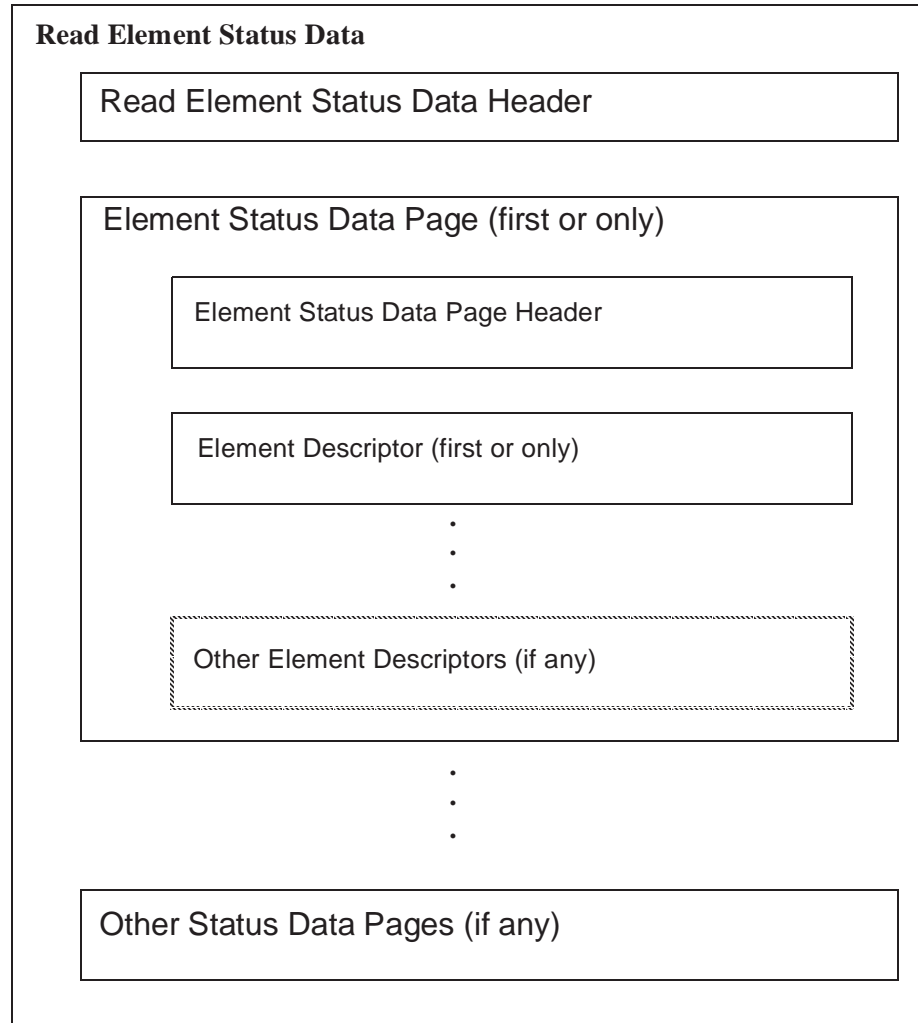 Read Element Status Data
Read Element Status Data Header
Element Status Data Page (first or only)
Element Status Data Page Header
Element Descriptor (first or only)
.
.
.
Other Element Descriptors (if any)
.
.
.
Other Status Data Pages (if any)